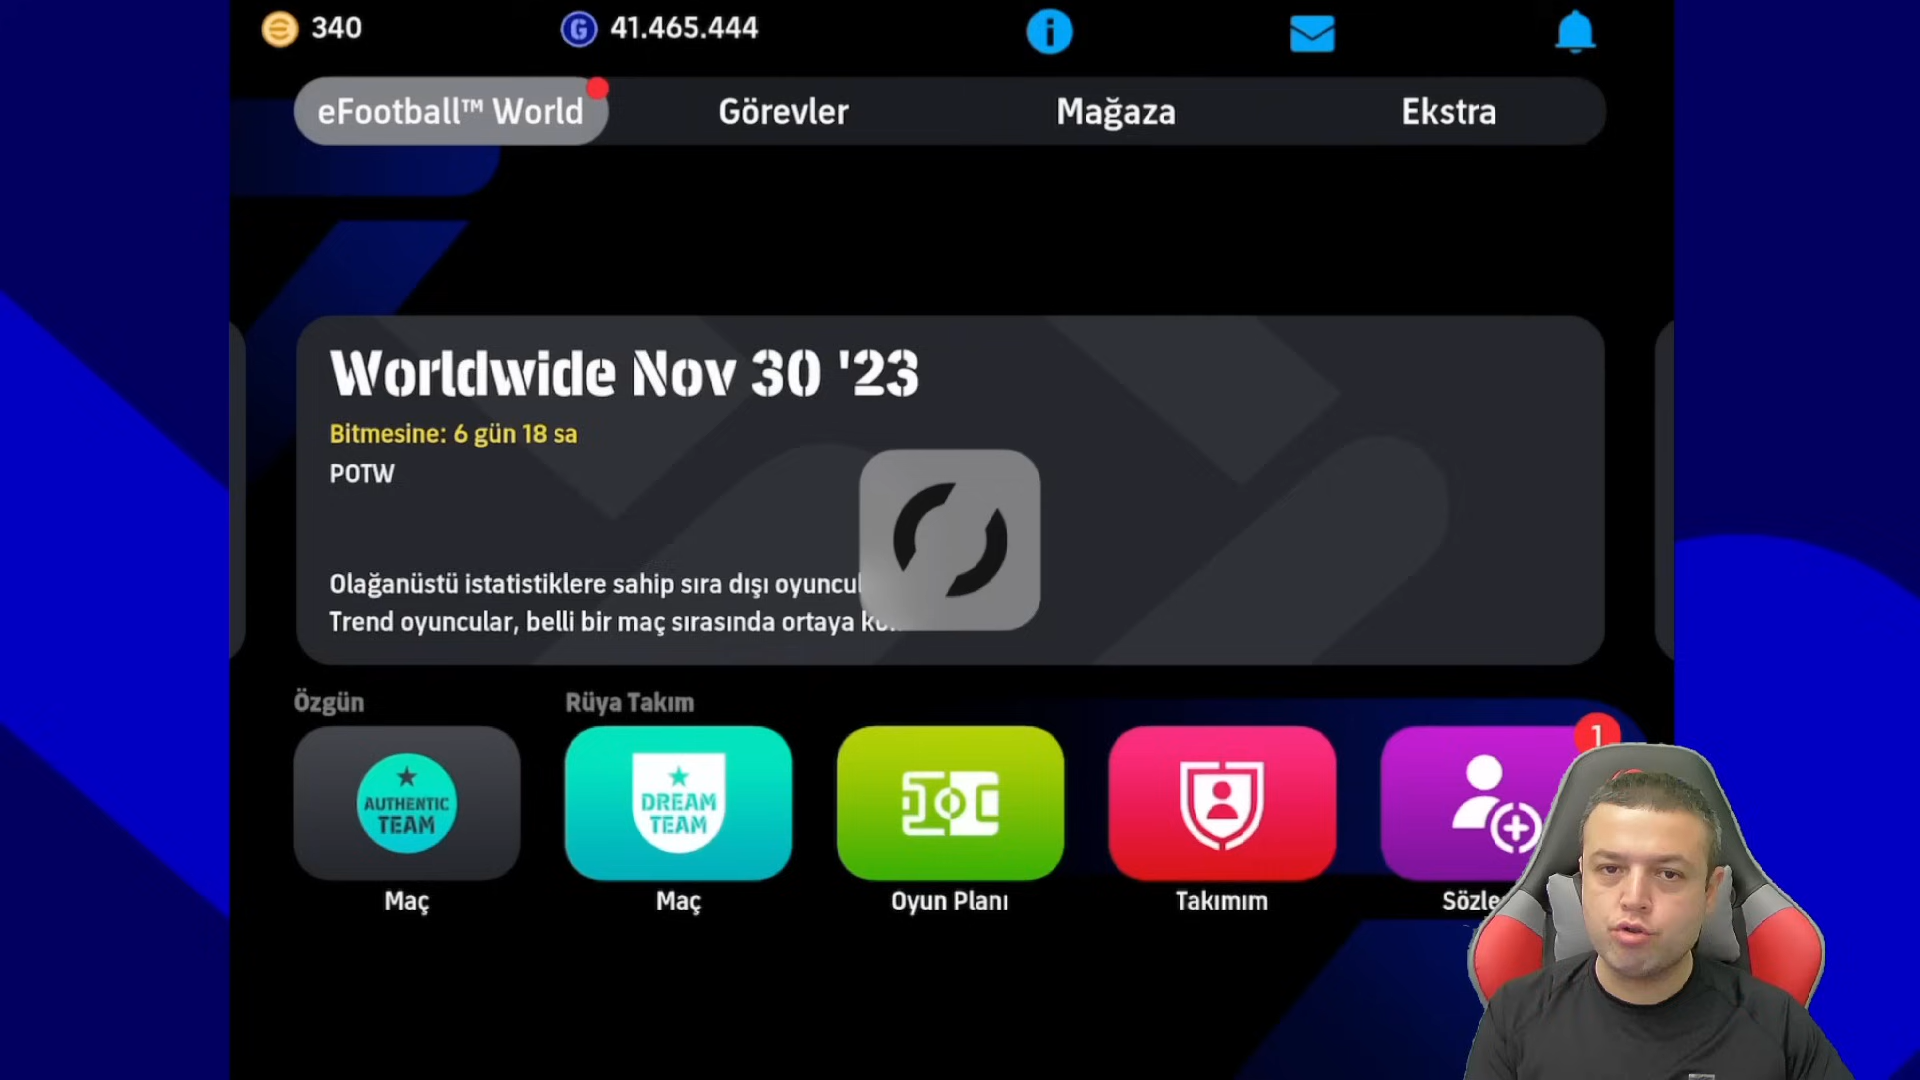 340
G 41.465.444
i
eFootball™ World
Görevler
Mağaza
Ekstra
Worldwide Nov 30 '23
Bitmesine: 6 gün 18 sa
POTW
Olağanüstü istatistiklere sahip sıra dışı
Trend oyuncular, belli bir maç sırasında ortaya
Özgün
Rüya Takım
AUTHENTIC
TEAM
DREAM
TEAM
1
Maç
Maç
Oyun Planı
Takımım